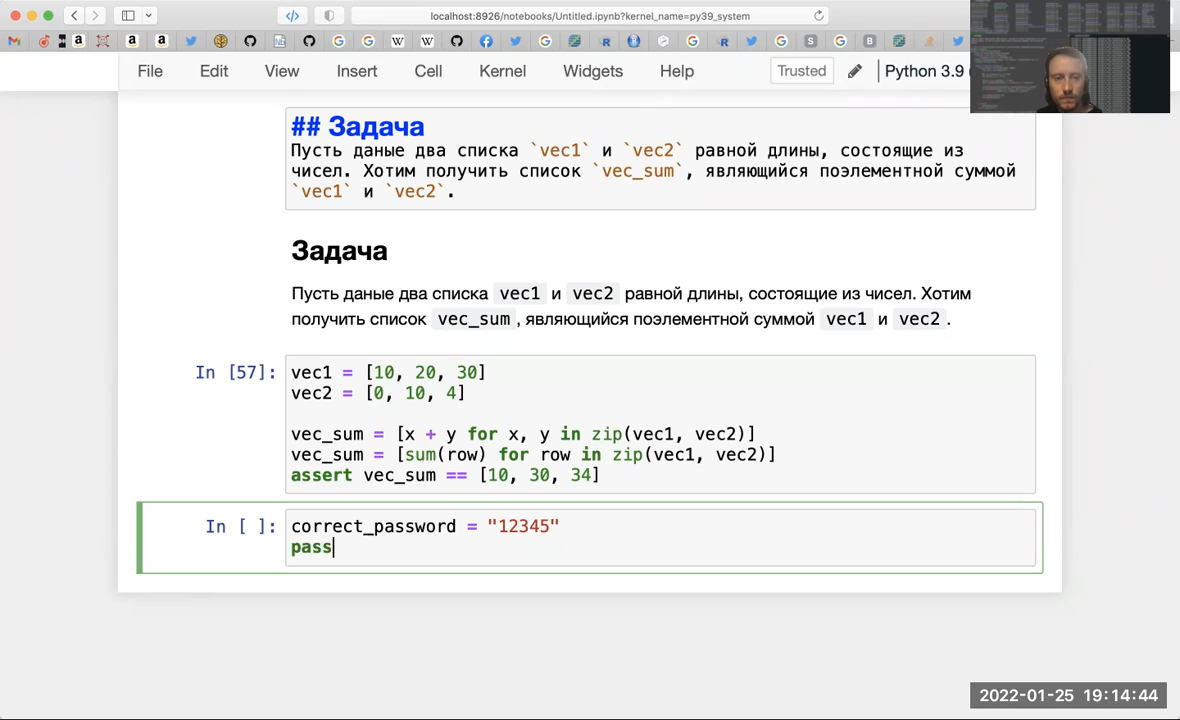 localhost:8926/notebooks/Untitled.ipynb?kernel_name=py39_system
File Edit View Insert Cell Kernel Widgets Help Trusted Python 3.9
## Задача
Пусть даные два списка `vec1` и `vec2` равной длины, состоящие из
чисел. Хотим получить список `vec_sum`, являющийся поэлементной суммой
`vec1` и `vec2`.
Задача
Пусть даные два списка vec1 и vec2 равной длины, состоящие из чисел. Хотим
получить список vec_sum, являющийся поэлементной суммой vec1 и vec2.
In [57]: vec1 = [10, 20, 30]
vec2 = [0, 10, 4]
vec_sum = [x + y for x, y in zip(vec1, vec2)]
vec_sum = [sum(row) for row in zip(vec1, vec2)]
assert vec_sum == [10, 30, 34]
In [ ]: correct_password = "12345"
pass
2022-01-25 19:14:44